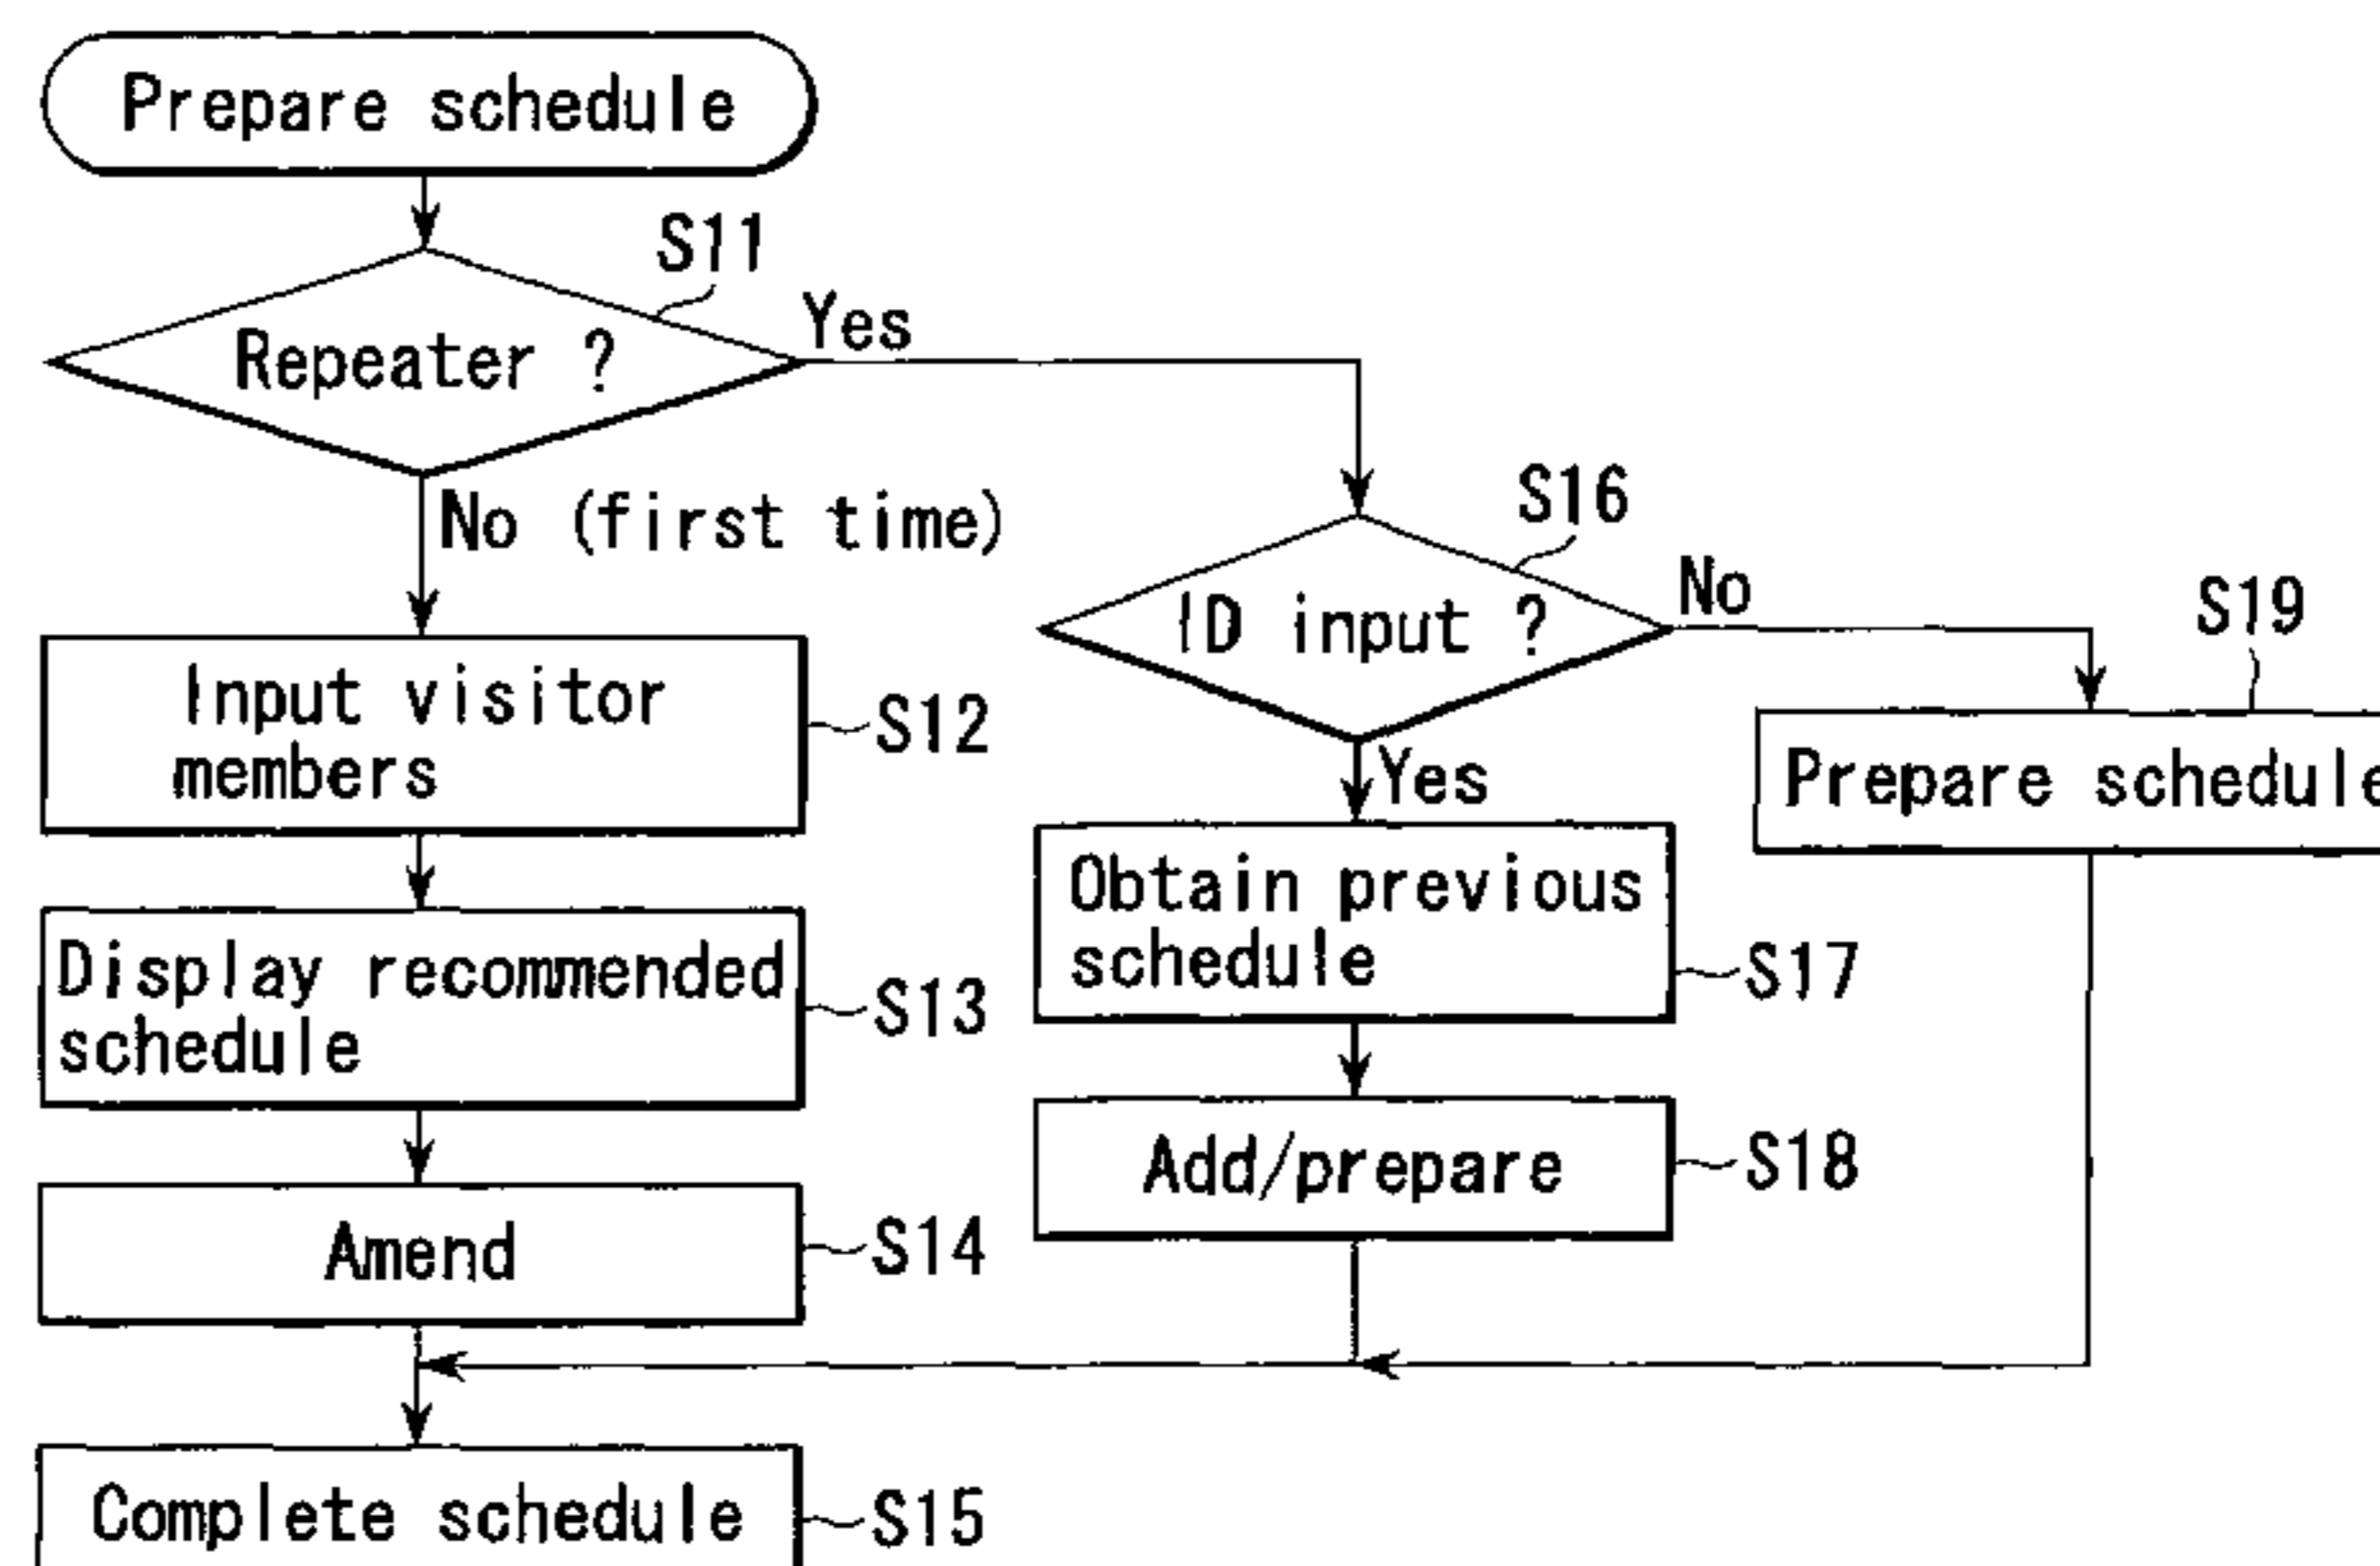 Prepare schedule
S11
Repeater ?
Yes
No (first time)
S16
ID input ?
No
S19
Input visitor
members
S12
Yes
Prepare schedule
Obtain previous
schedule
S17
Display recommended
schedule
S13
Add/prepare
S18
Amend
S14
Complete schedule
S15